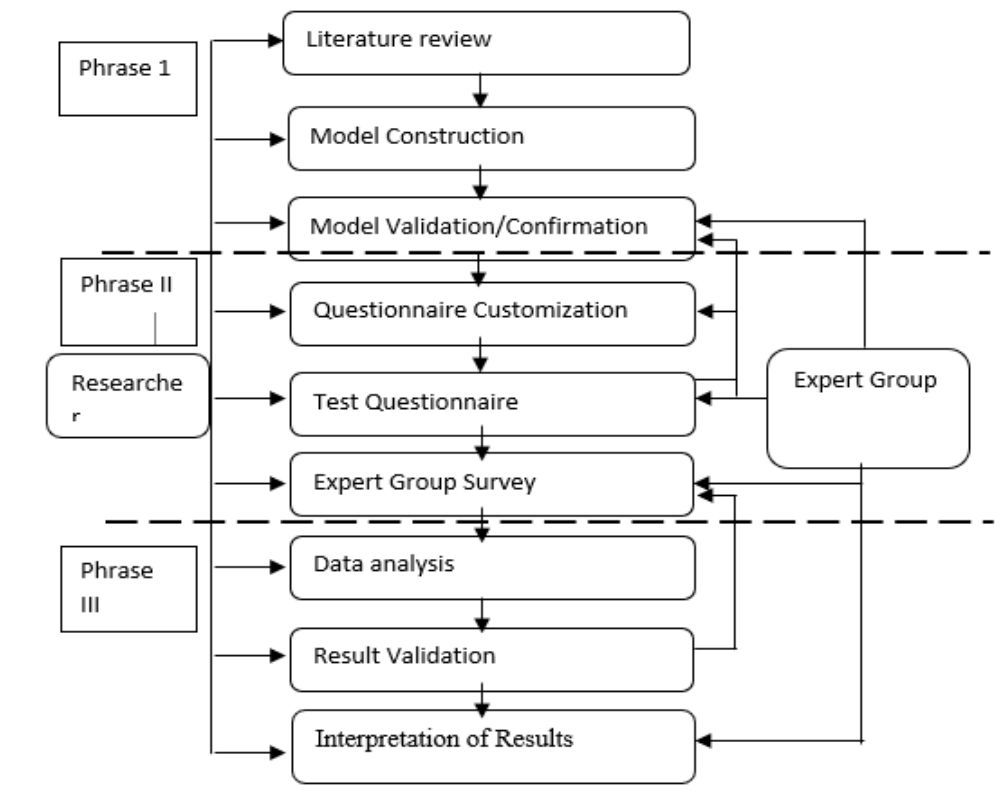 Literature review
Phrase 1
Model Construction
Model Validation/Confirmation
Phrase II
Questionnaire Customization
Researche
r
Test Questionnaire
Expert Group
Expert Group Survey
Data analysis
Phrase
III
Result Validation
Interpretation of Results